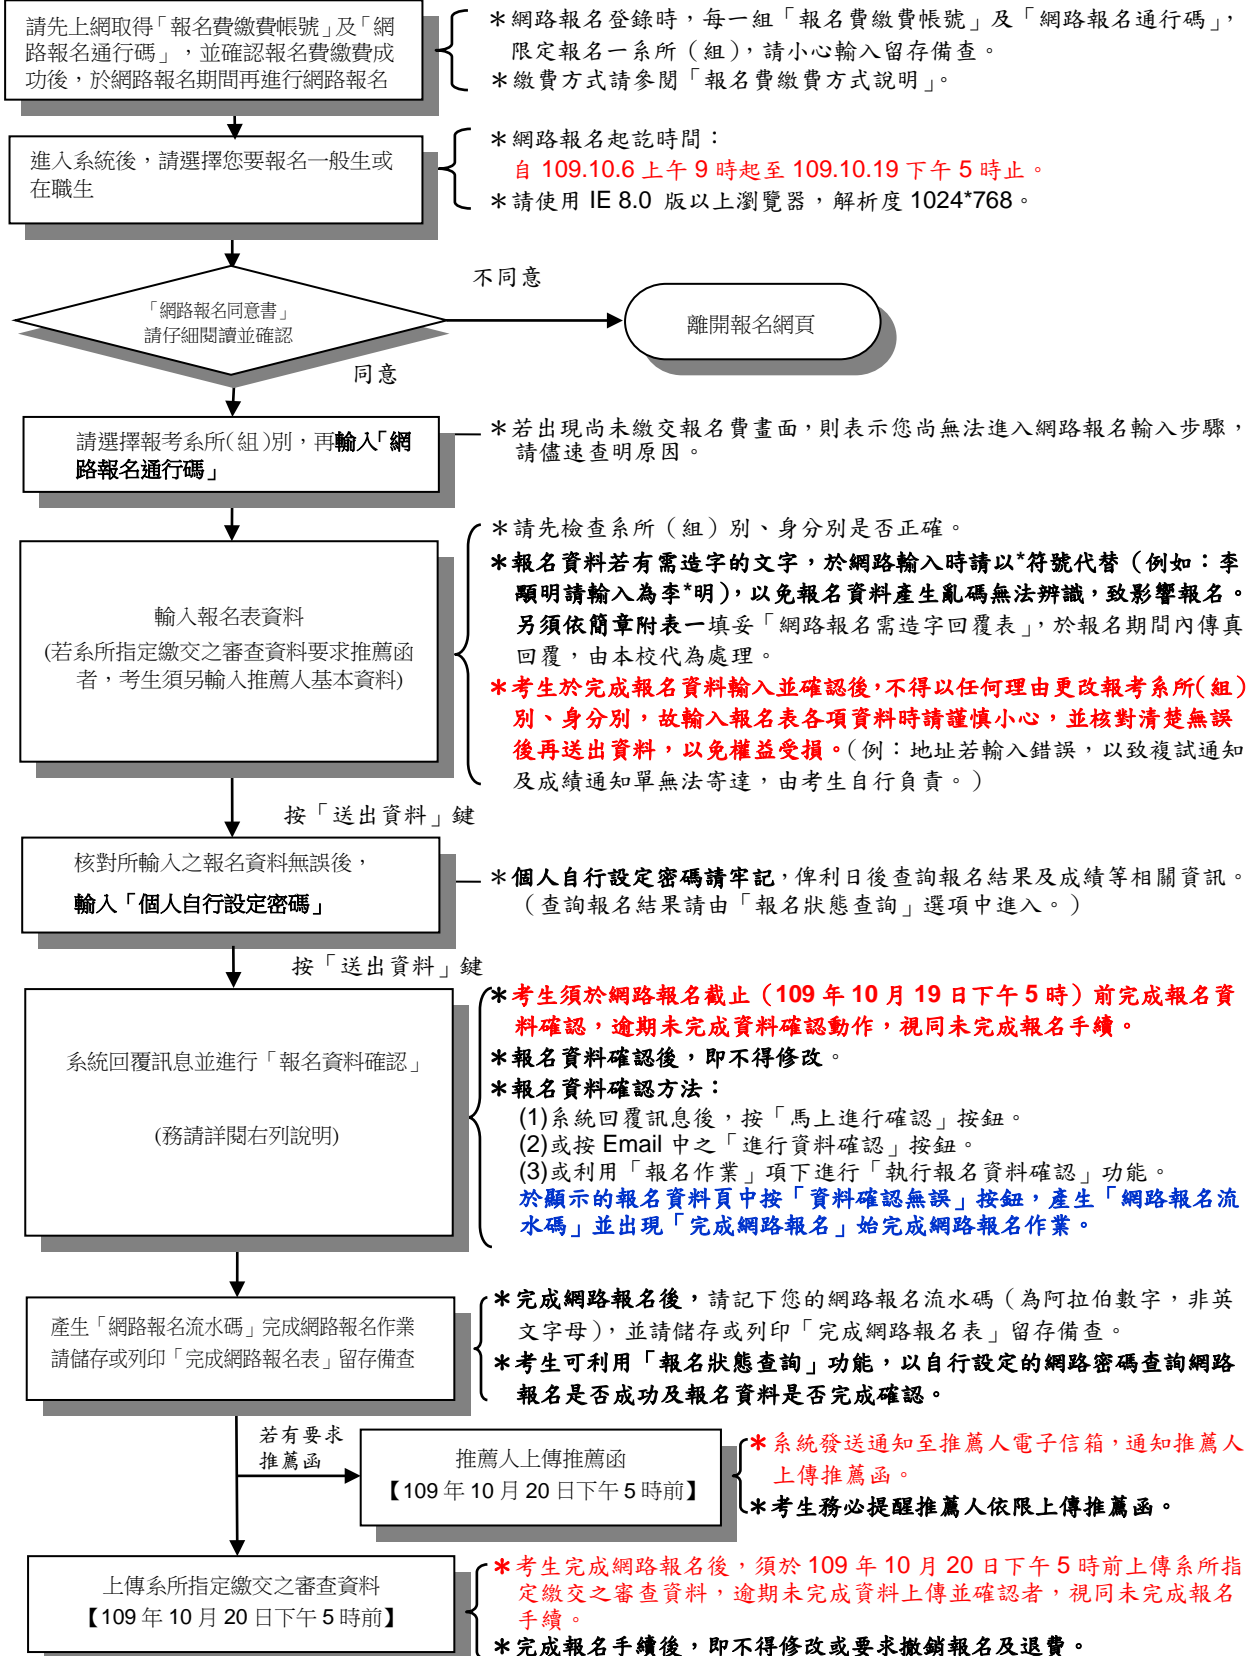 請先上網取得「報名費繳費帳號」及「網
路報名通行碼」，並確認報名費繳費成
功後，於網路報名期間再進行網路報名
＊網路報名登錄時，每一組「報名費繳費帳號」及「網路報名通行碼」，
限定報名一系所（組），請小心輸入留存備查。
＊繳費方式請參閱「報名費繳費方式說明」。
進入系統後，請選擇您要報名一般生或
在職生
＊網路報名起訖時間：
自 109.10.6 上午 9 時起至 109.10.19 下午 5 時止。
＊請使用 IE 8.0 版以上瀏覽器，解析度 1024*768。
「網路報名同意書」
請仔細閱讀並確認
不同意
離開報名網頁
同意
請選擇報考系所(組)別，再輸入「網
路報名通行碼」
＊若出現尚未繳交報名費畫面，則表示您尚無法進入網路報名輸入步驟，
請儘速查明原因。
輸入報名表資料
(若系所指定繳交之審查資料要求推薦函
者，考生須另輸入推薦人基本資料)
＊請先檢查系所（組）別、身分別是否正確。
＊報名資料若有需造字的文字，於網路輸入時請以*符號代替（例如：李
顯明請輸入為李*明），以免報名資料產生亂碼無法辨識，致影響報名。
另須依簡章附表一填妥「網路報名需造字回覆表」，於報名期間內傳真
回覆，由本校代為處理。
＊考生於完成報名資料輸入並確認後，不得以任何理由更改報考系所(組)
別、身分別，故輸入報名表各項資料時請謹慎小心，並核對清楚無誤
後再送出資料，以免權益受損。（例：地址若輸入錯誤，以致複試通知
及成績通知單無法寄達，由考生自行負責。）
按「送出資料」鍵
核對所輸入之報名資料無誤後，
輸入「個人自行設定密碼」
＊個人自行設定密碼請牢記，俾利日後查詢報名結果及成績等相關資訊。
（查詢報名結果請由「報名狀態查詢」選項中進入。）
按「送出資料」鍵
系統回覆訊息並進行「報名資料確認」
(務請詳閱右列說明)
＊考生須於網路報名截止（109 年 10 月 19 日下午 5 時）前完成報名資
料確認，逾期未完成資料確認動作，視同未完成報名手續。
＊報名資料確認後，即不得修改。
＊報名資料確認方法：
(1)系統回覆訊息後，按「馬上進行確認」按鈕。
(2)或按 Email 中之「進行資料確認」按鈕。
(3)或利用「報名作業」項下進行「執行報名資料確認」功能。
於顯示的報名資料頁中按「資料確認無誤」按鈕，產生「網路報名流
水碼」並出現「完成網路報名」始完成網路報名作業。
產生「網路報名流水碼」完成網路報名作業
請儲存或列印「完成網路報名表」留存備查
＊完成網路報名後，請記下您的網路報名流水碼（為阿拉伯數字，非英
文字母），並請儲存或列印「完成網路報名表」留存備查。
＊考生可利用「報名狀態查詢」功能，以自行設定的網路密碼查詢網路
報名是否成功及報名資料是否完成確認。
若有要求
推薦函
推薦人上傳推薦函
【109 年 10 月 20 日下午 5 時前】
＊系統發送通知至推薦人電子信箱，通知推薦人
上傳推薦函。
＊考生務必提醒推薦人依限上傳推薦函。
上傳系所指定繳交之審查資料
【109 年 10 月 20 日下午 5 時前】
＊考生完成網路報名後，須於 109 年 10 月 20 日下午 5 時前上傳系所指
定繳交之審查資料，逾期未完成資料上傳並確認者，視同未完成報名
手續。
＊完成報名手續後，即不得修改或要求撤銷報名及退費。